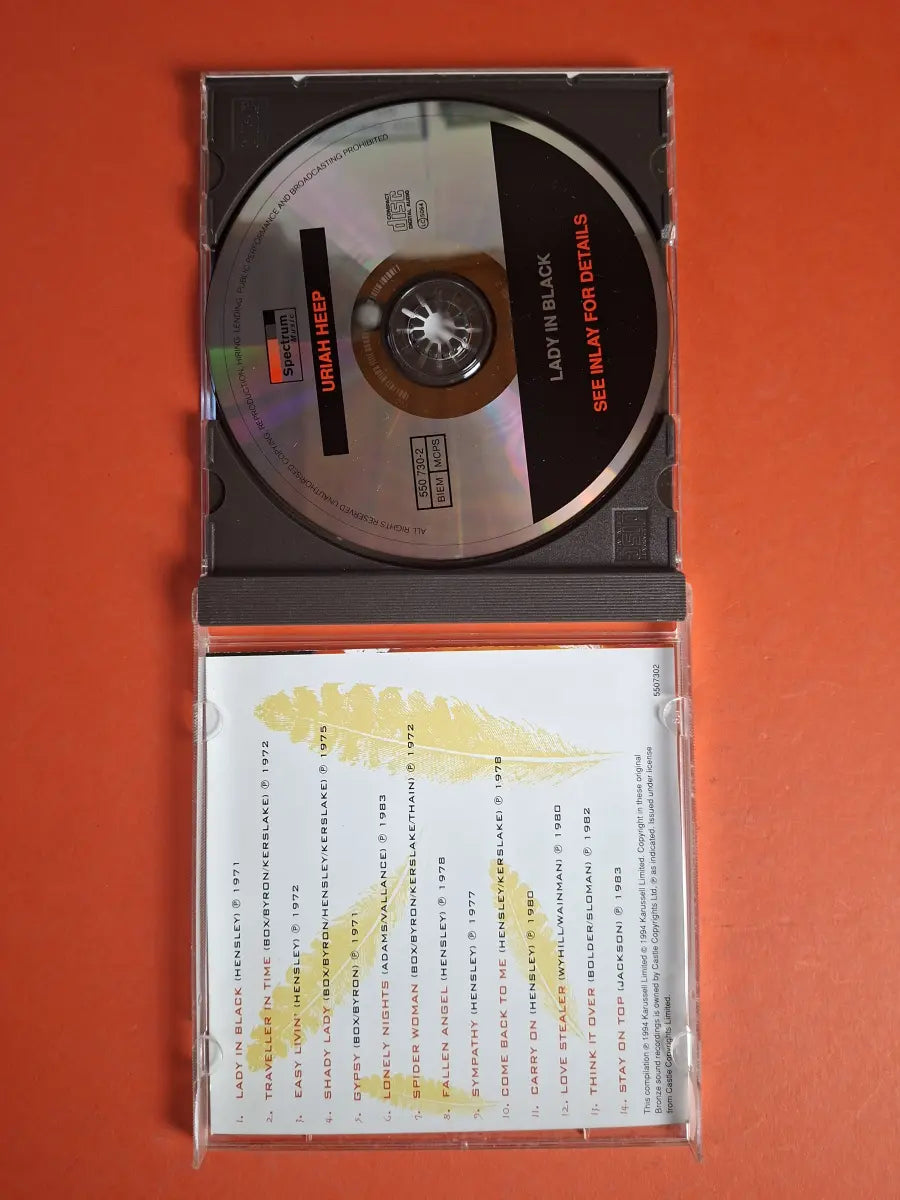 ALL RIGHTS RESERVED UNAUTHORISED COPYING REPRODUCTION, HIRING, LENDING, PUBLIC PERFORMANCE AND BROADCASTING PROHIBITED
Spectrum
Music
URIAH HEEP
COMPACT
disc
DIGITAL AUDIO
550 730-2
BIEM MCPS
LADY IN BLACK
SEE INLAY FOR DETAILS
1. LADY IN BLACK (HENSLEY) ℗ 1971
2. TRAVELLER IN TIME (BOX/BYRON/KERSLAKE) ℗ 1972
3. EASY LIVIN' (HENSLEY) ℗ 1972
4. SHADY LADY (BOX/BYRON/HENSLEY/KERSLAKE) ℗ 1975
5. GYPSY (BOX/BYRON) ℗ 1971
6. LONELY NIGHTS (ADAMS/VALLANCE) ℗ 1983
7. SPIDER WOMAN (BOX/BYRON/KERSLAKE/THAIN) ℗ 1972
8. FALLEN ANGEL (HENSLEY) ℗ 1978
9. SYMPATHY (HENSLEY) ℗ 1977
10. COME BACK TO ME (HENSLEY/KERSLAKE) ℗ 1978
11. CARRY ON (HENSLEY) ℗ 1980
12. LOVE STEALER (WYHILL/WAINMAN) ℗ 1980
13. THINK IT OVER (BOLDER/SLOMAN) ℗ 1982
14. STAY ON TOP (JACKSON) ℗ 1983
This compilation ℗ 1994 Karussell Limited © 1994 Karussell Limited. Copyright in these original
Bronze sound recordings is owned by Castle Copyrights Ltd. ℗ as indicated. Issued under license
from Castle Copyrights Limited.
5507302